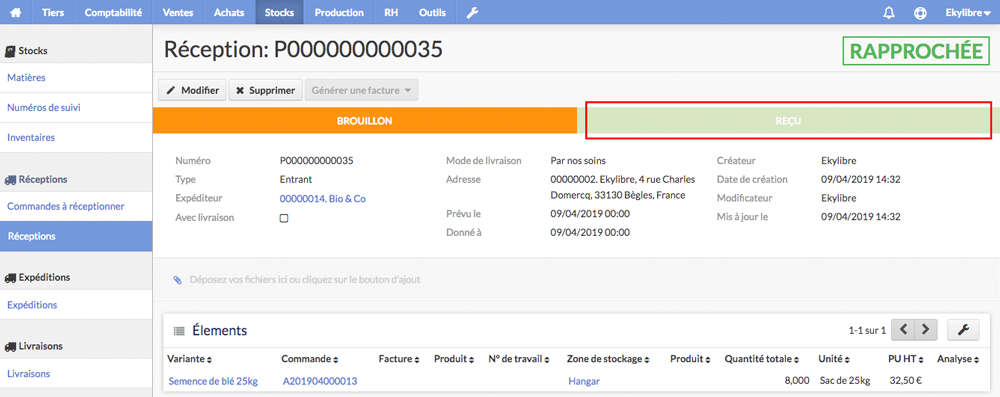 Tiers Comptabilité Ventes Achats Stocks Production RH Outils Ekylibre
Stocks
Matières
Numéros de suivi
Inventaires
Réceptions
Commandes à réceptionner
Réceptions
Expéditions
Expéditions
Livraisons
Livraisons
Réception: P000000000035
RAPPROCHÉE
Modifier Supprimer Générer une facture
BROUILLON REÇU
Numéro P000000000035
Type Entrant
Expéditeur 00000014. Bio & Co
Avec livraison
Mode de livraison Par nos soins
Adresse 00000002. Ekylibre, 4 rue Charles
Domercq, 33130 Bègles, France
Prévu le 09/04/2019 00:00
Donné à 09/04/2019 00:00
Créateur Ekylibre
Date de création 09/04/2019 14:32
Modificateur Ekylibre
Mis à jour le 09/04/2019 14:32
Déposez vos fichiers ici ou cliquez sur le bouton d'ajout
Élements 1-1 sur 1
Variante Commande Facture Produit N° de travail Zone de stockage Produit Quantité totale Unité PU HT Analyse
Semence de blé 25kg A201904000013 Hangar 8,000 Sac de 25kg 32,50 €